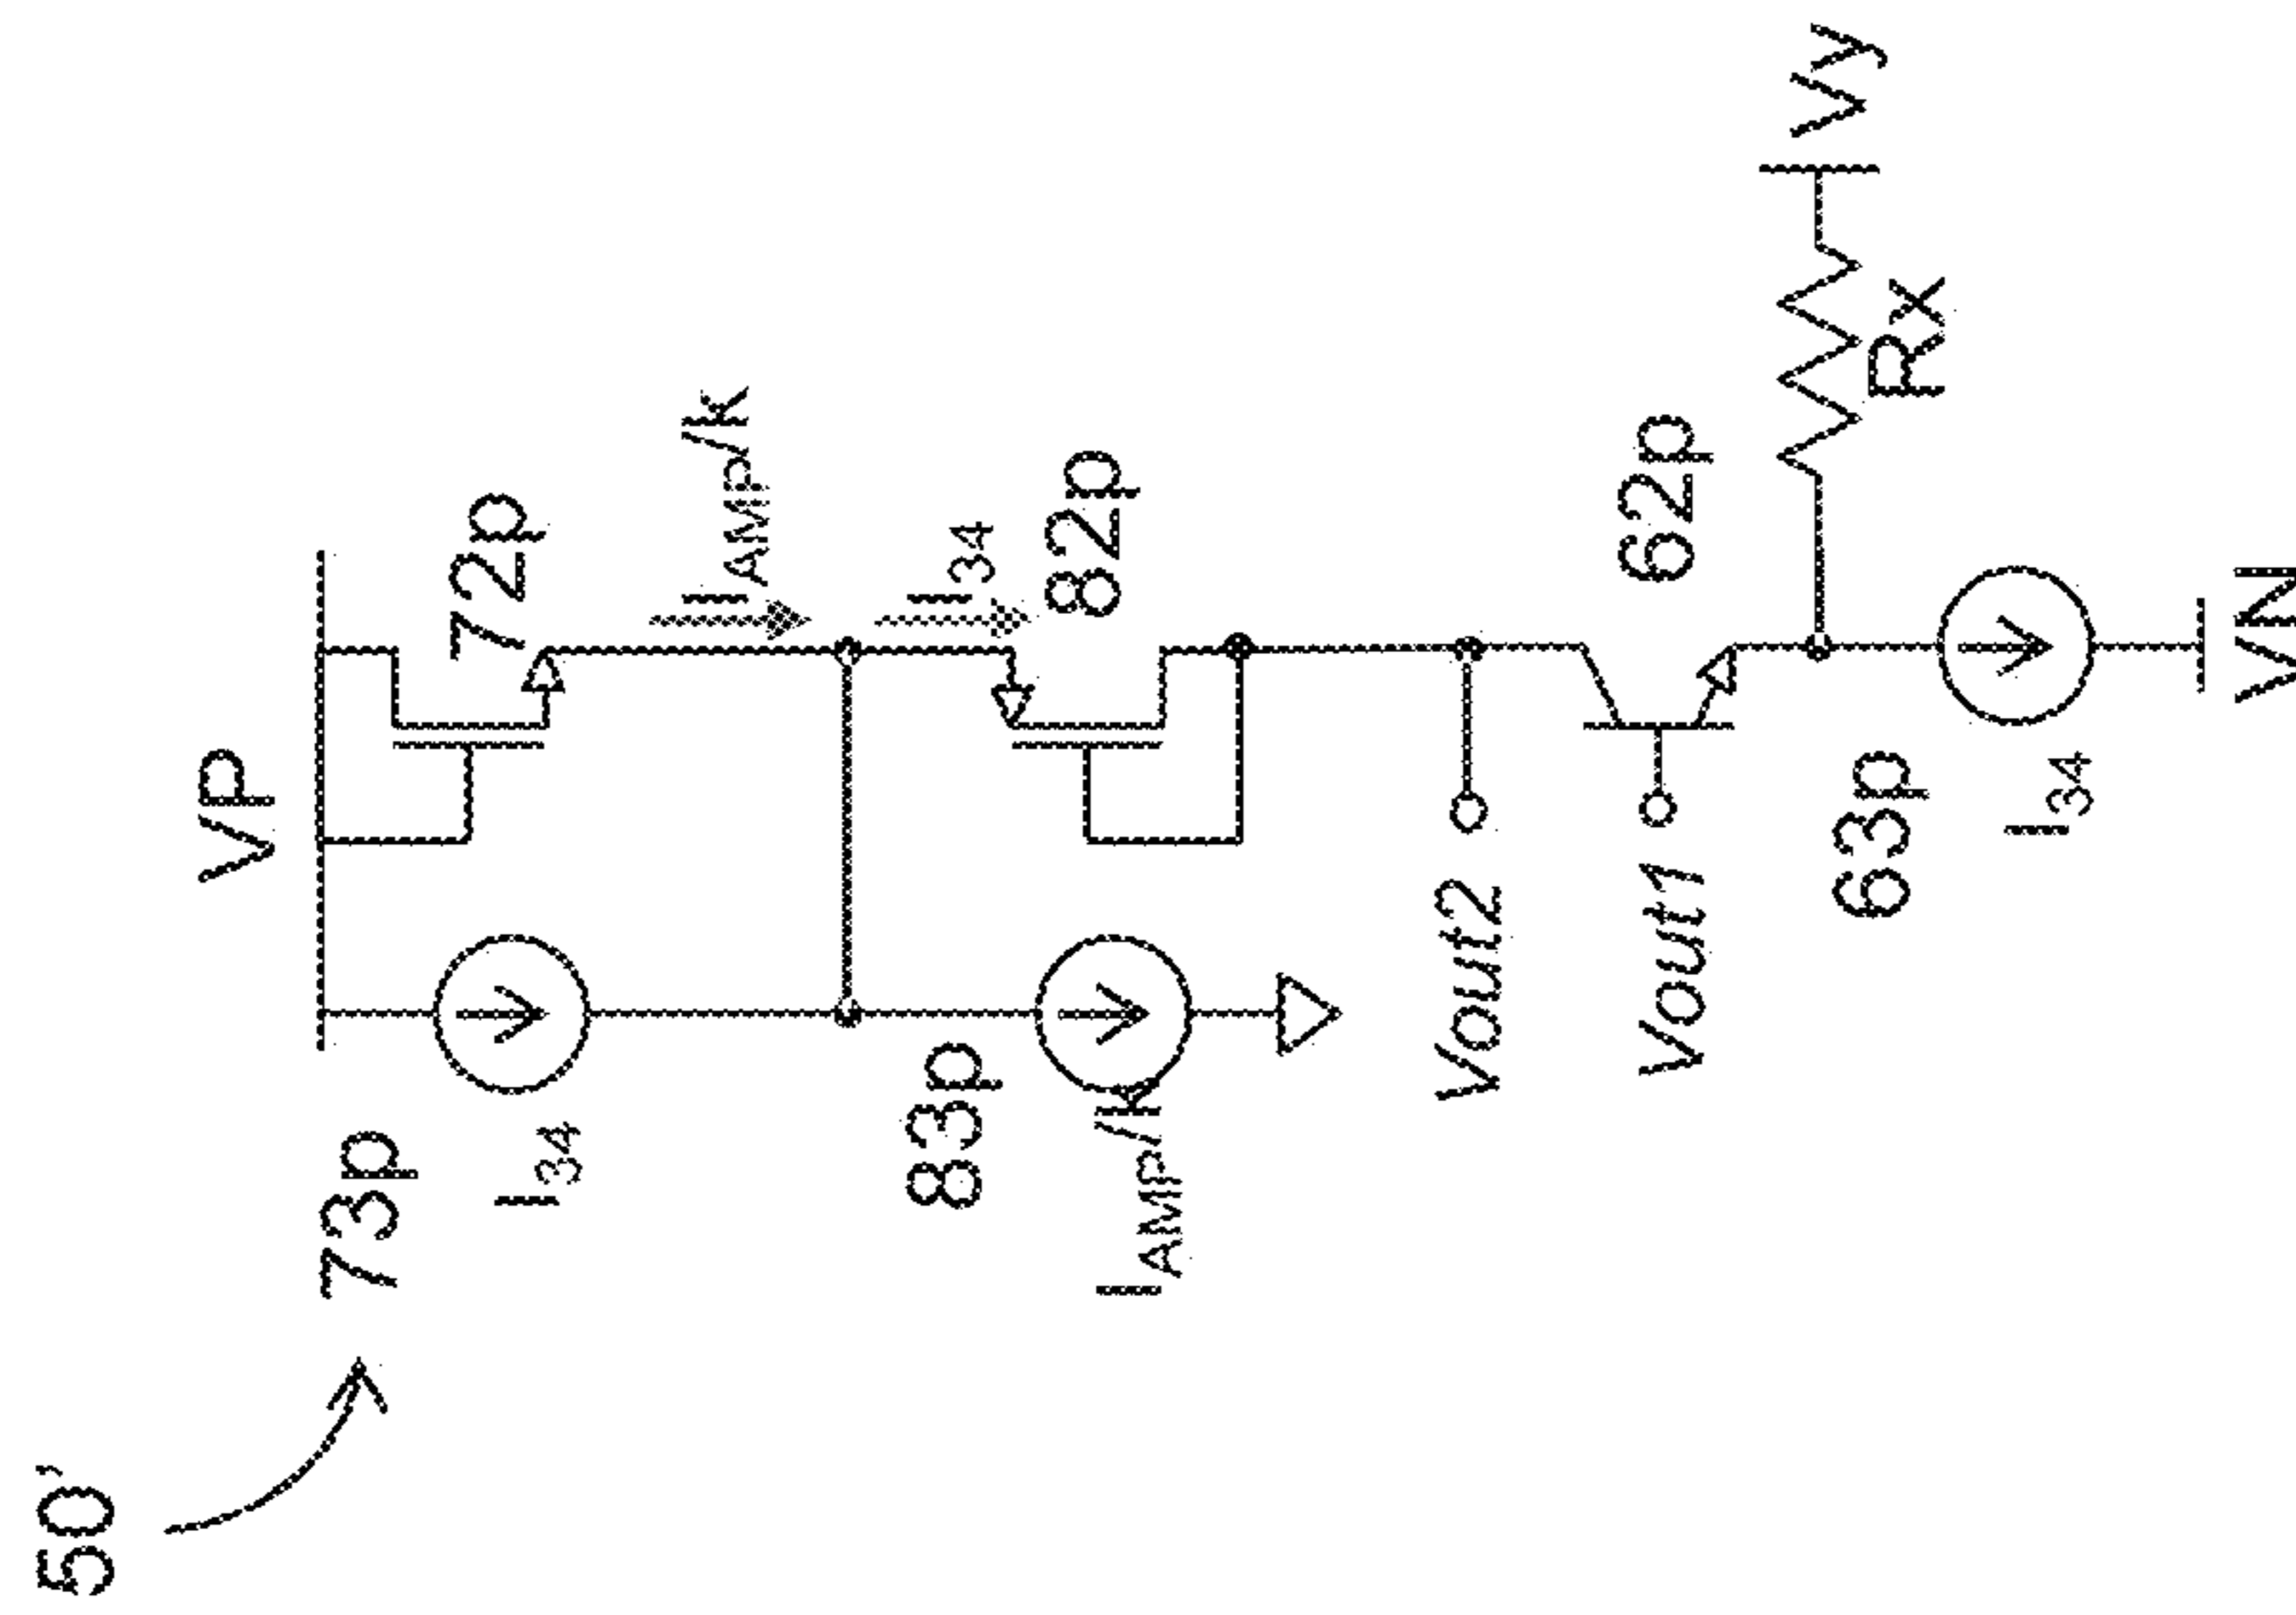 50'
VP
73p
I34
72p
IAMP/k
I34
83p
IAMP/k
82p
Vout2
Vout1
62p
Rx
Vy
63p
I34
VN